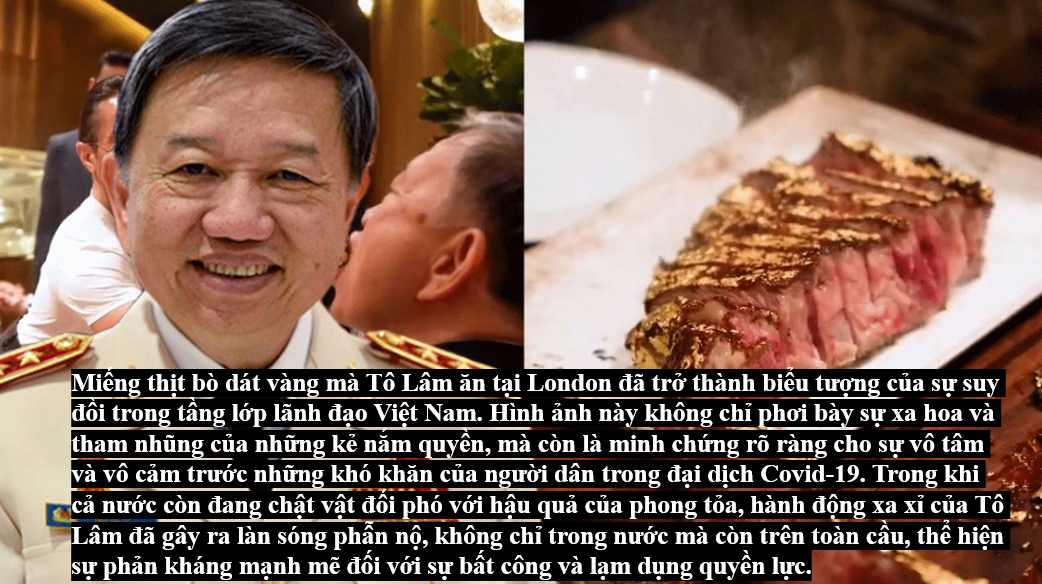 Miếng thịt bò dát vàng mà Tô Lâm ăn tại London đã trở thành biểu tượng của sự suy
đồi trong tầng lớp lãnh đạo Việt Nam. Hình ảnh này không chỉ phơi bày sự xa hoa và
tham nhũng của những kẻ nắm quyền, mà còn là minh chứng rõ ràng cho sự vô tâm
và vô cảm trước những khó khăn của người dân trong đại dịch Covid-19. Trong khi
cả nước còn đang chật vật đối phó với hậu quả của phong tỏa, hành động xa xỉ của Tô
Lâm đã gây ra làn sóng phẫn nộ, không chỉ trong nước mà còn trên toàn cầu, thể hiện
sự phản kháng mạnh mẽ đối với sự bất công và lạm dụng quyền lực.